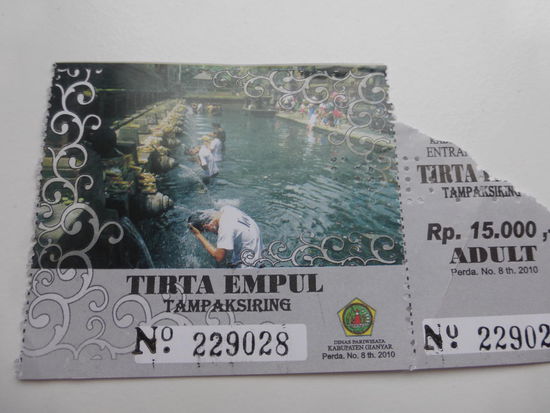 TIRTA EMPUL
TAMPAKSIRING
No. 229028
DINAS PARIWISATA
KABUPATEN GIANYAR
Perda. No. 8 th. 2010
ENTRAN
TIRTA
TAMPAKSIRING
Rp. 15.000,-
ADULT
Perda. No. 8 th. 2010
No. 22902